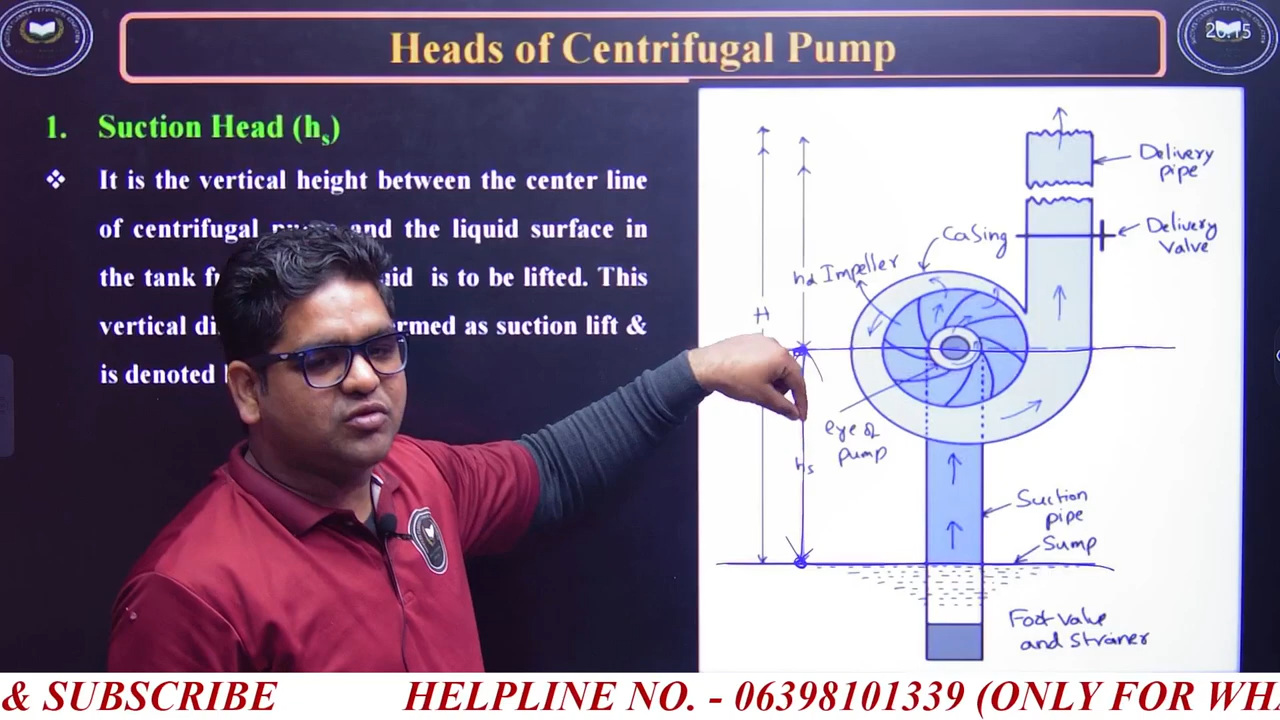 Heads of Centrifugal Pump
20:15
1. Suction Head (hs)
❖ It is the vertical height between the center line
of centrifugal and the liquid surface in
the tank is to be lifted. This
vertical as suction lift &
is denoted
Delivery
pipe
Delivery
Valve
Casing
hd Impeller
H
eye of
pump
hs
Suction
pipe
Sump
Foot valve
and Strainer
& SUBSCRIBE HELPLINE NO. - 06398101339 (ONLY FOR